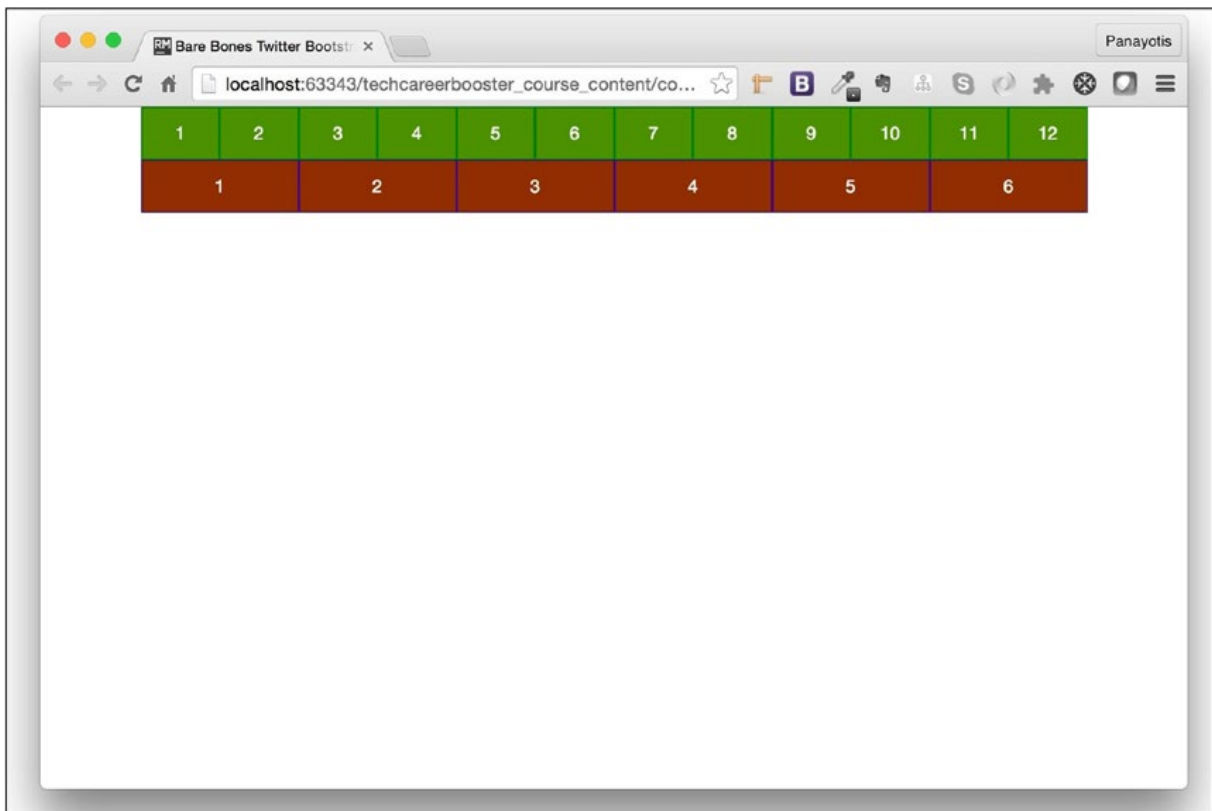 Panayotis
Bare Bones Twitter Bootst
localhost:63343/techcareerbooster_course_content/co...
1 2 3 4 5 6 7 8 9 10 11 12
1 2 3 4 5 6